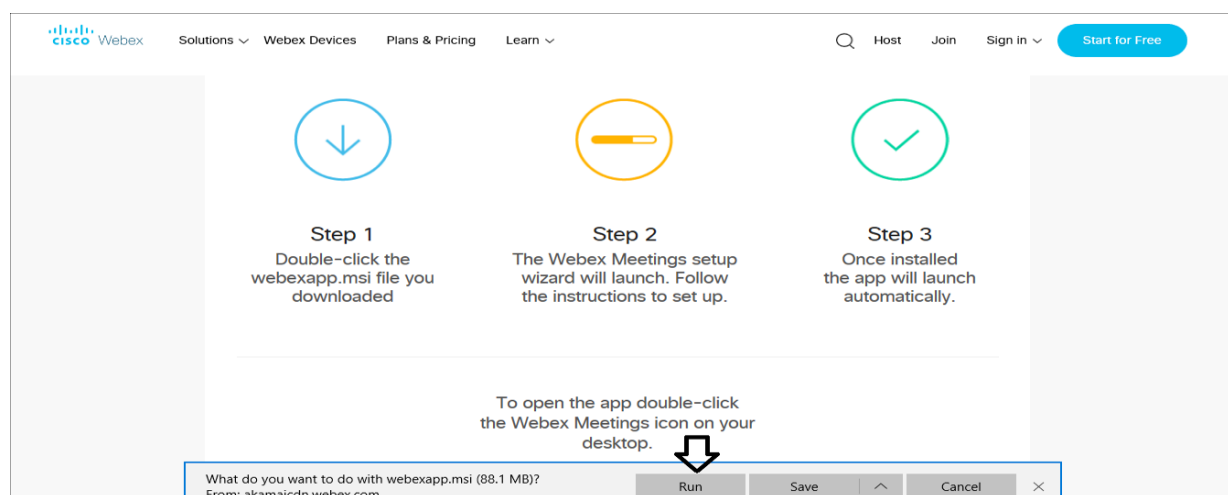 cisco Webex Solutions Webex Devices Plans & Pricing Learn Host Join Sign in Start for Free
Step 1
Double-click the
webexapp.msi file you
downloaded
Step 2
The Webex Meetings setup
wizard will launch. Follow
the instructions to set up.
Step 3
Once installed
the app will launch
automatically.
To open the app double-click
the Webex Meetings icon on your
desktop.
What do you want to do with webexapp.msi (88.1 MB)?
From: akamaicdn.webex.com
Run Save Cancel